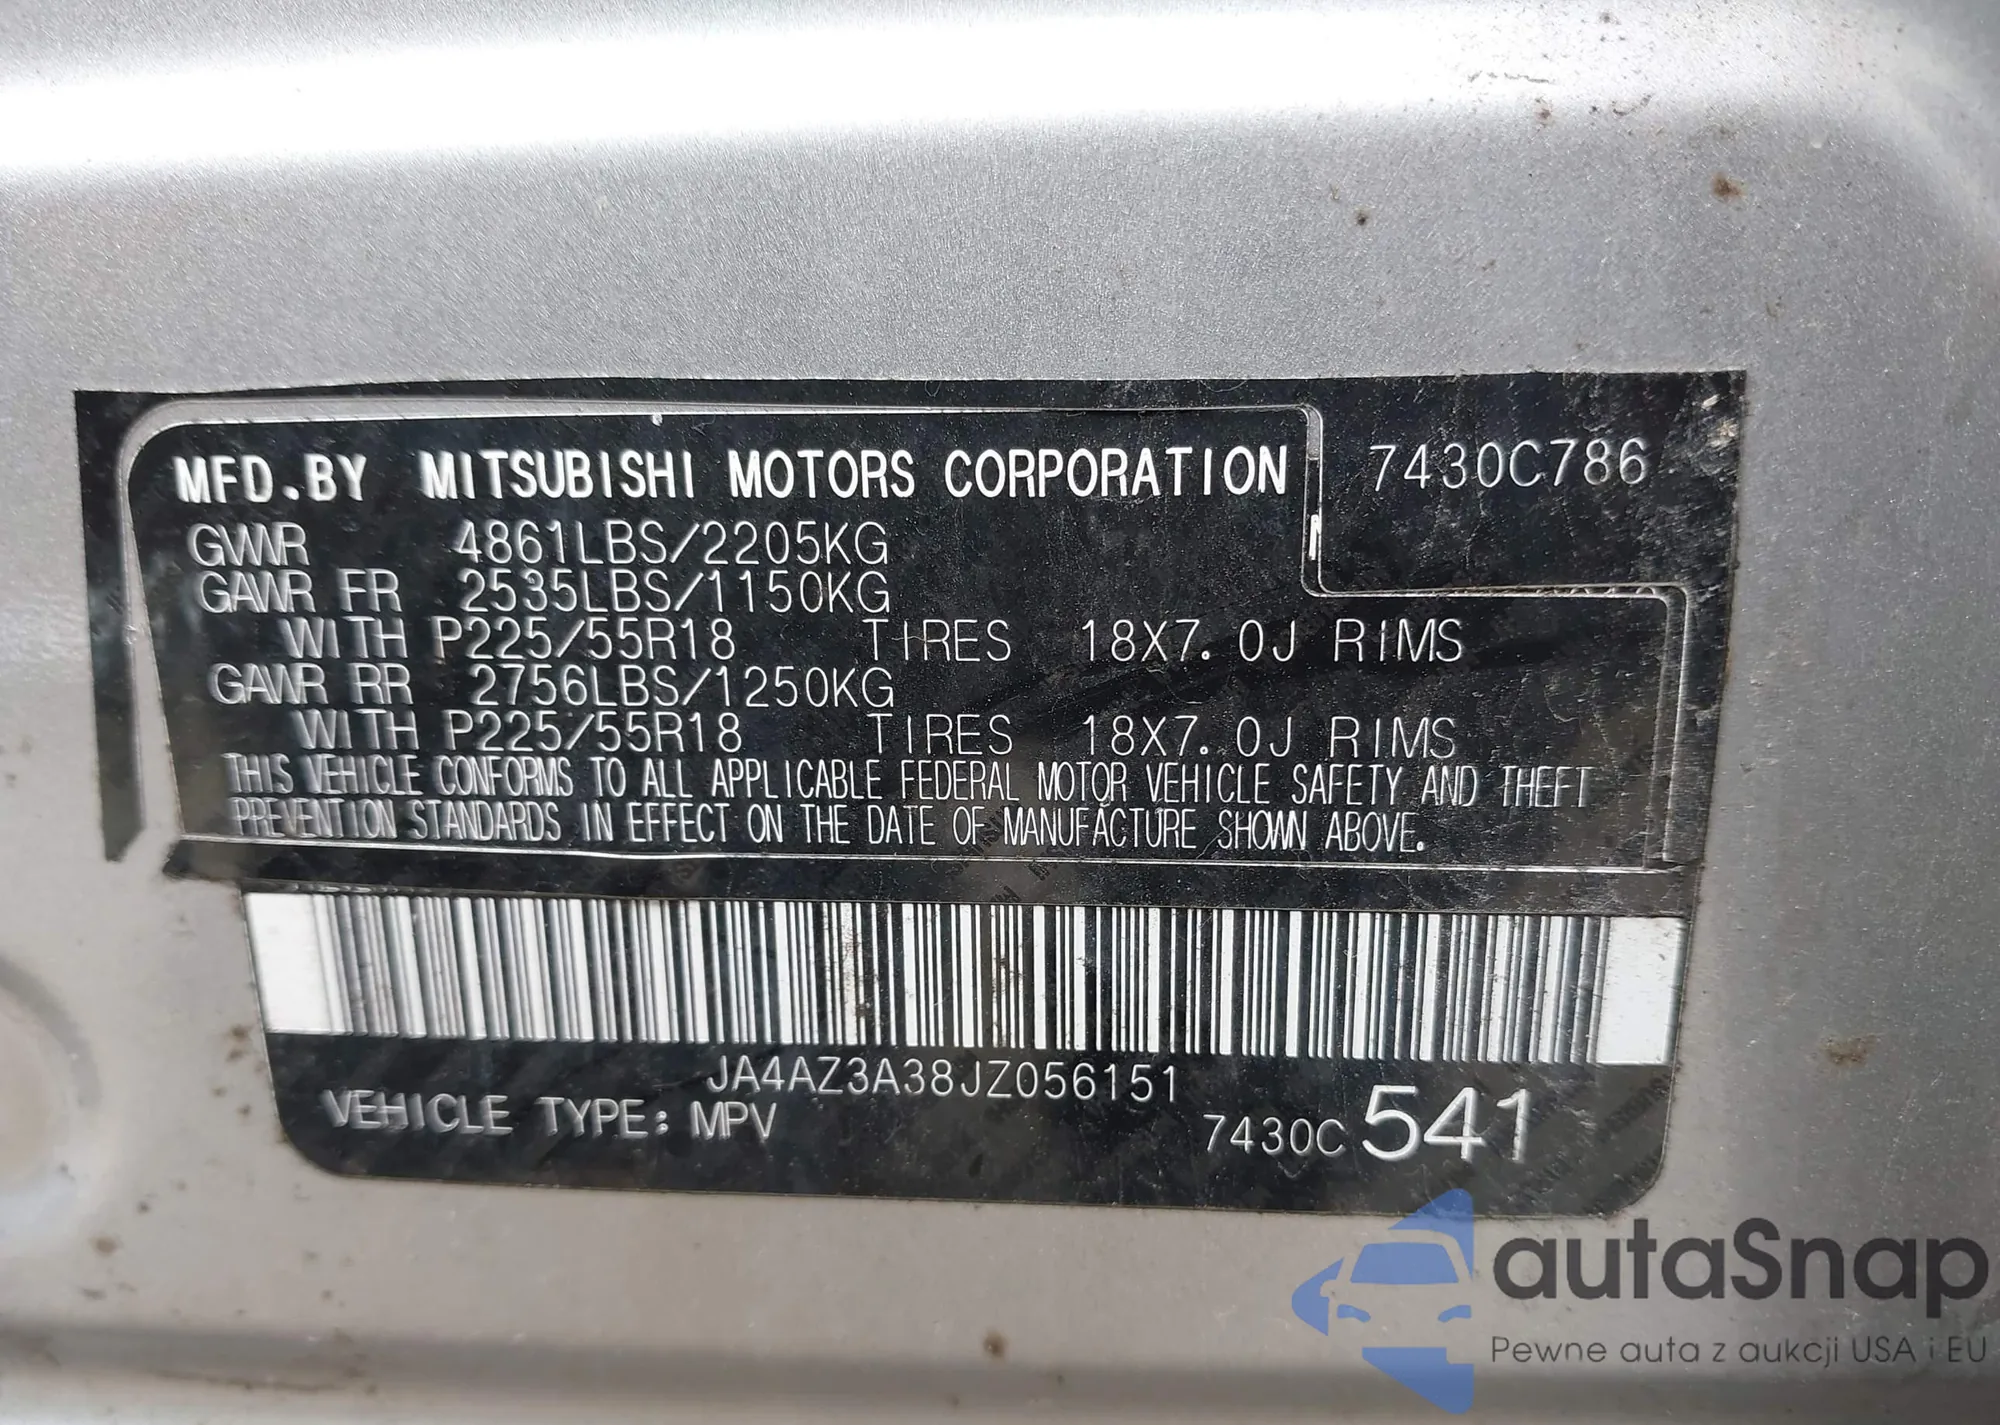 MFD.BY MITSUBISHI MOTORS CORPORATION 7430C786
GVWR 4861LBS/2205KG
GAWR FR 2535LBS/1150KG
WITH P225/55R18 TIRES 18X7.0J RIMS
GAWR RR 2756LBS/1250KG
WITH P225/55R18 TIRES 18X7.0J RIMS
THIS VEHICLE CONFORMS TO ALL APPLICABLE FEDERAL MOTOR VEHICLE SAFETY AND THEFT
PREVENTION STANDARDS IN EFFECT ON THE DATE OF MANUFACTURE SHOWN ABOVE.
JA4AZ3A38JZ056151
VEHICLE TYPE: MPV 7430C 541
autaSnap
Pewne auta z aukcji USA i EU